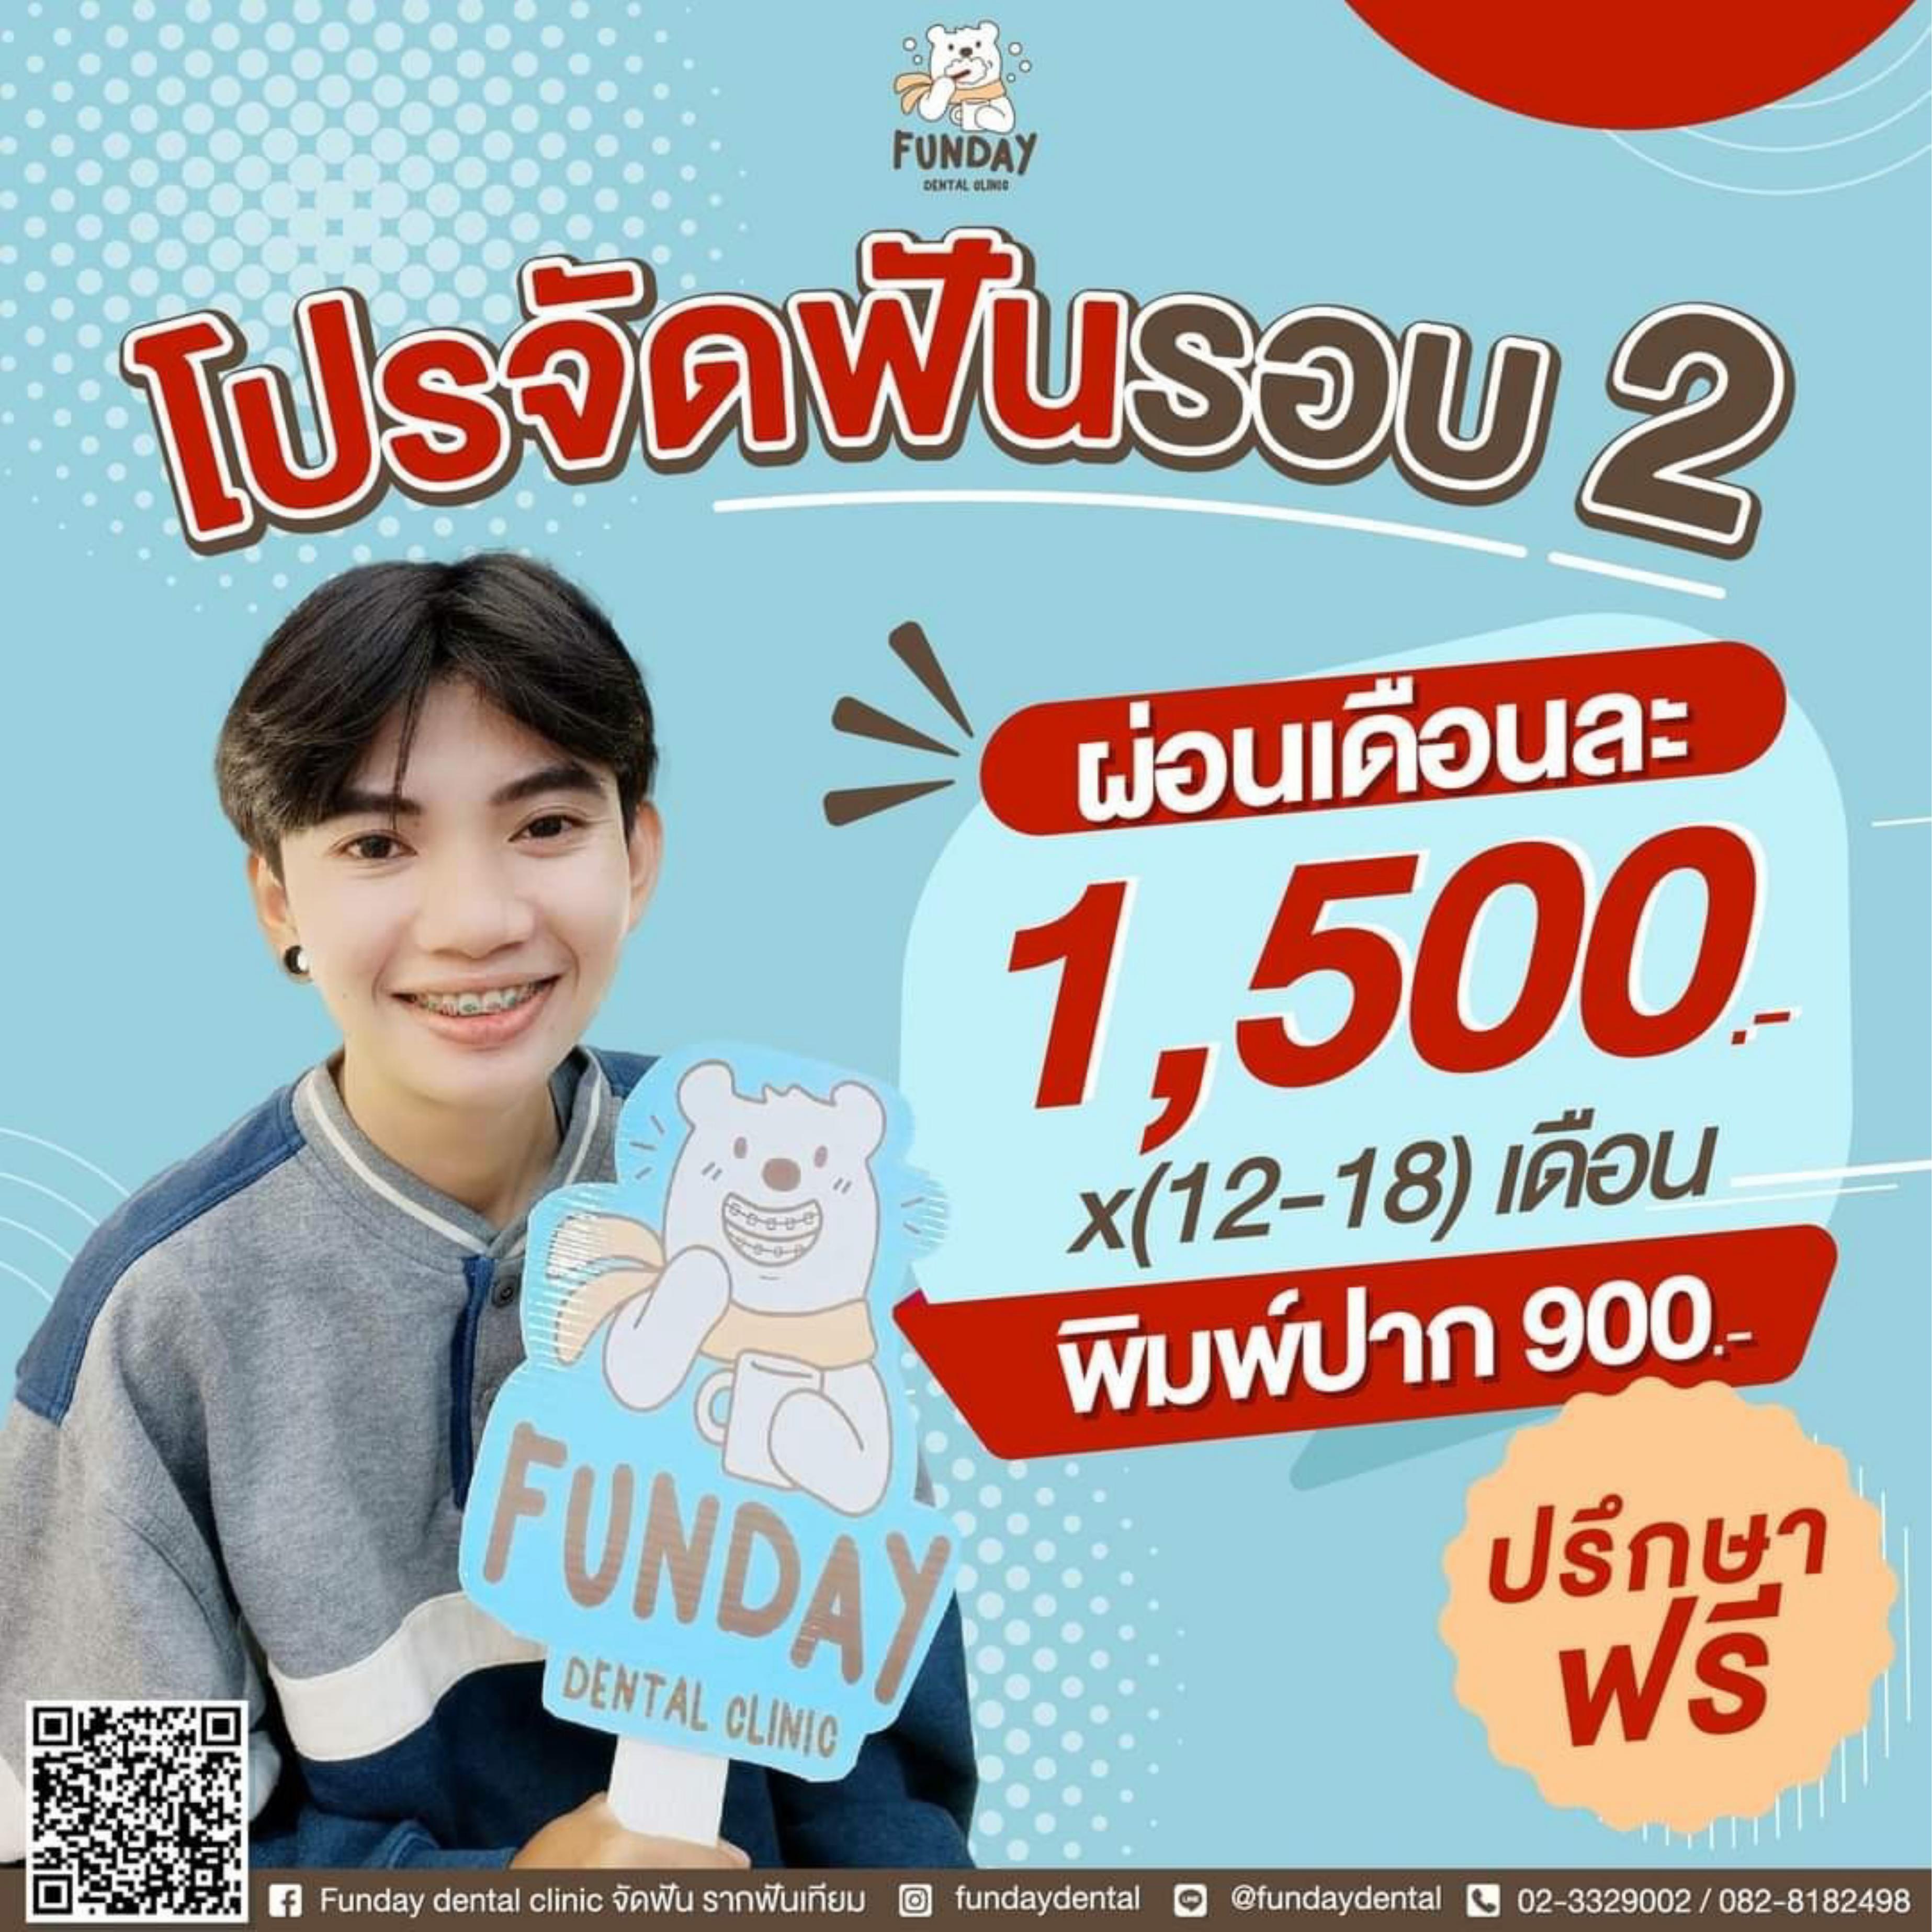 FUNDAY
DENTAL CLINIC
โปรจัดฟันรอบ 2
ผ่อนเดือนละ
1,500.-
x(12-18) เดือน
พิมพ์ปาก 900.-
ปรึกษา
ฟรี
FUNDAY
DENTAL CLINIC
Funday dental clinic จัดฟัน รากฟันเทียม fundaydental @fundaydental 02-3329002 / 082-8182498